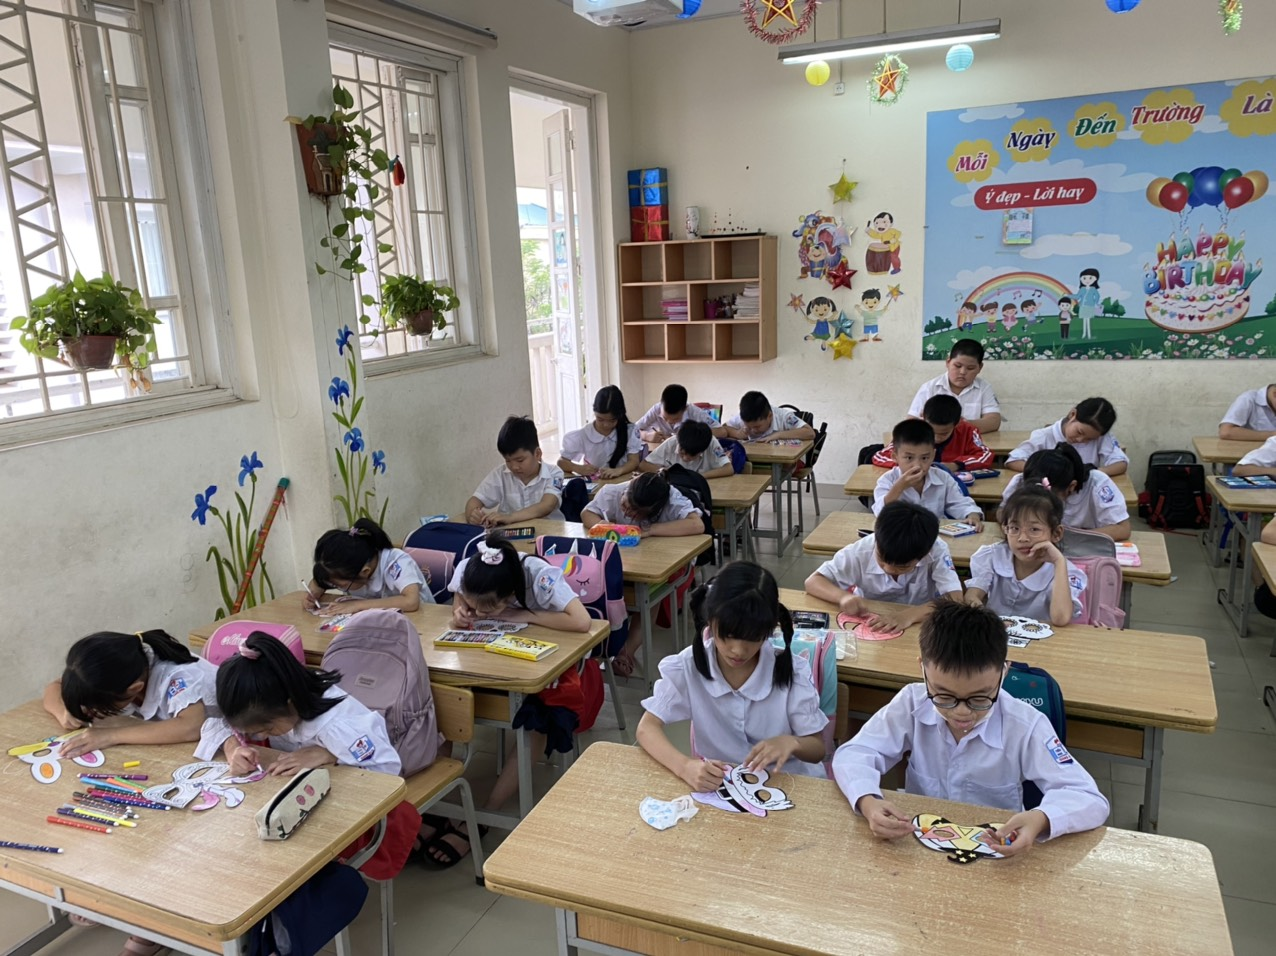 Mỗi Ngày Đến Trường Là
Ý đẹp - Lời hay
HAPPY
BIRTHDAY